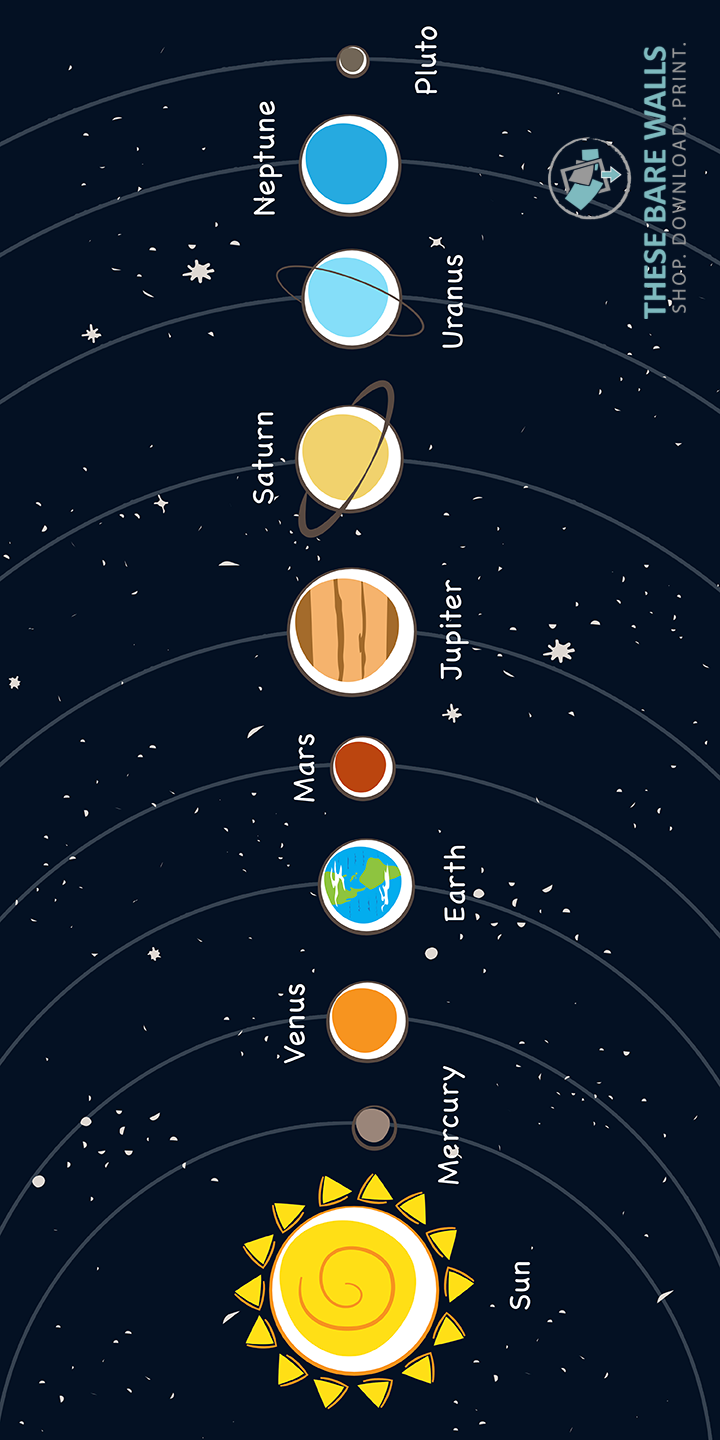 Sun
Mercury
Venus
Earth
Mars
Jupiter
Saturn
Uranus
Neptune
Pluto
THESE BARE WALLS
SHOP. DOWNLOAD. PRINT.